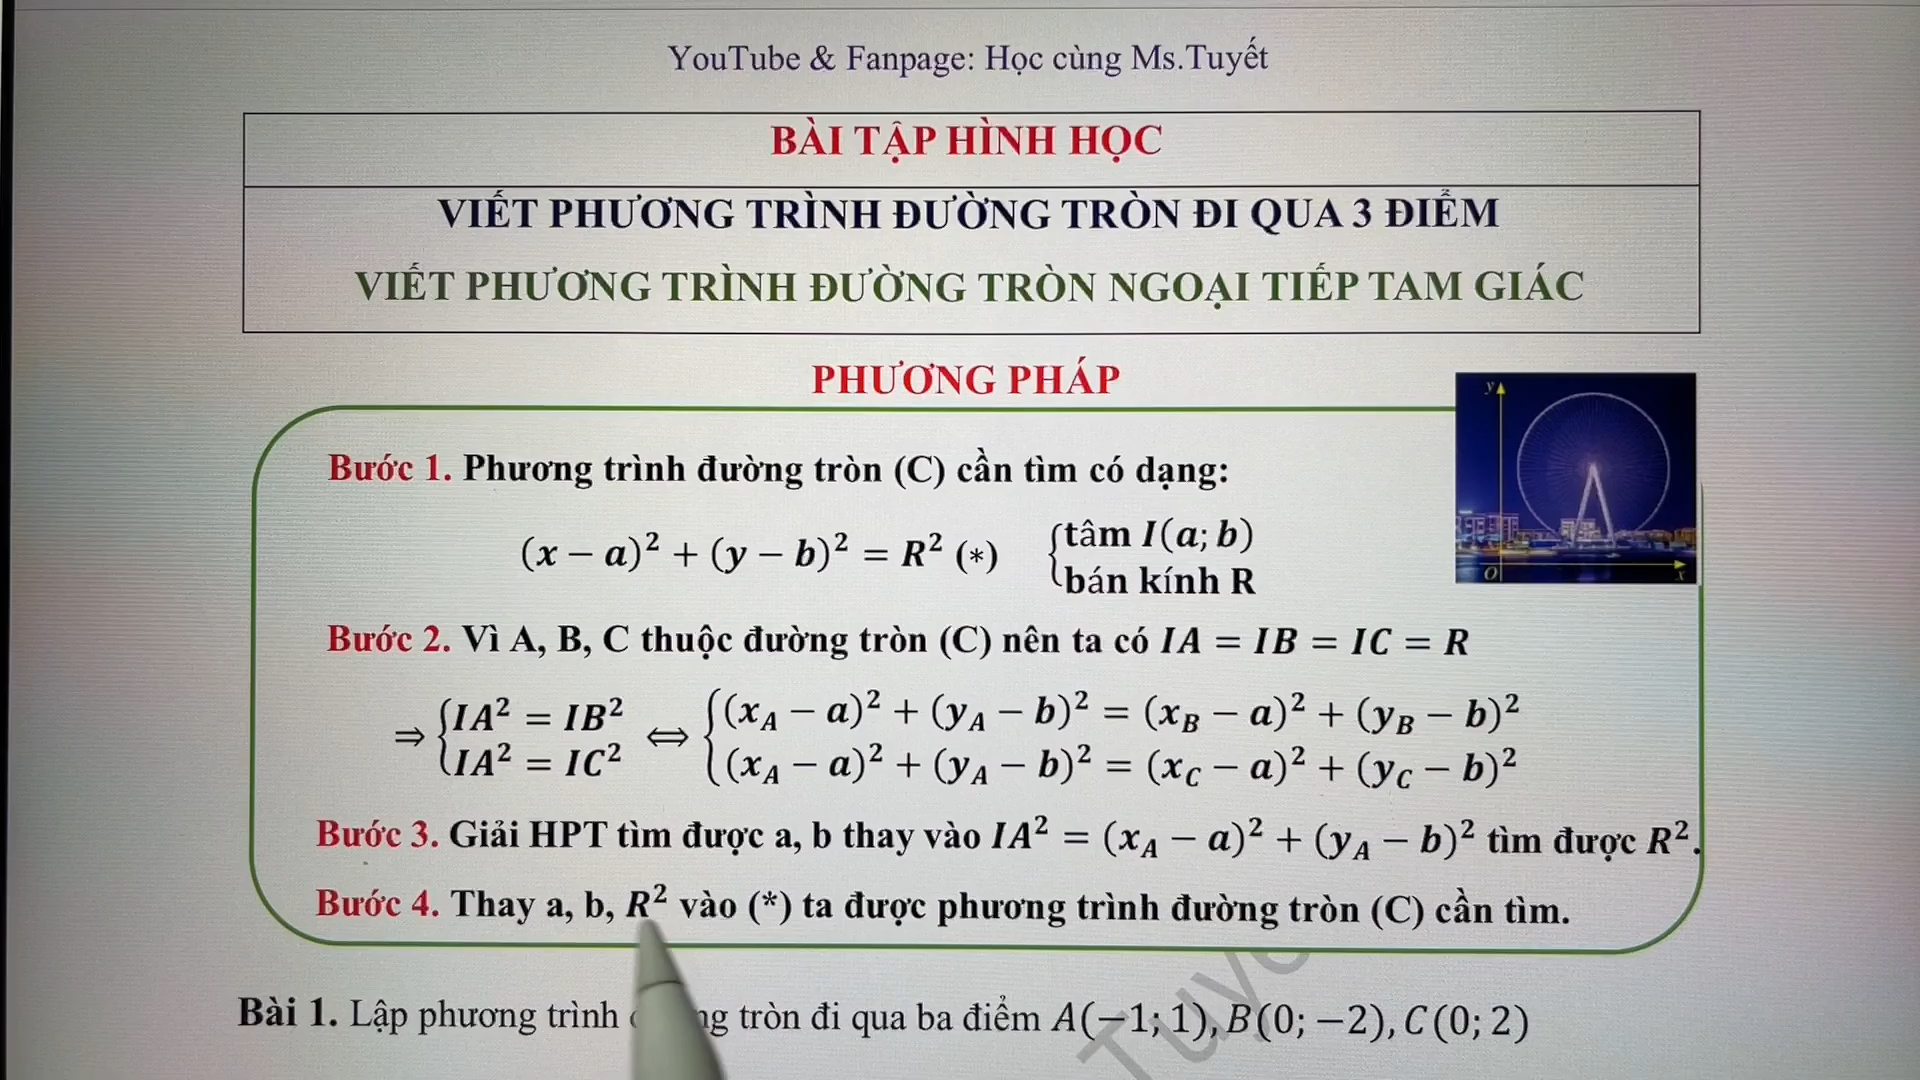 YouTube & Fanpage: Học cùng Ms.Tuyết
BÀI TẬP HÌNH HỌC
VIẾT PHƯƠNG TRÌNH ĐƯỜNG TRÒN ĐI QUA 3 ĐIỂM
VIẾT PHƯƠNG TRÌNH ĐƯỜNG TRÒN NGOẠI TIẾP TAM GIÁC
PHƯƠNG PHÁP
y
O x
Bước 1. Phương trình đường tròn (C) cần tìm có dạng:
(x − a)² + (y − b)² = R² (*) {tâm I(a; b)
bán kính R
Bước 2. Vì A, B, C thuộc đường tròn (C) nên ta có IA = IB = IC = R
⇒ {IA² = IB² ⇔ {(x_A − a)² + (y_A − b)² = (x_B − a)² + (y_B − b)²
IA² = IC² (x_A − a)² + (y_A − b)² = (x_C − a)² + (y_C − b)²
Bước 3. Giải HPT tìm được a, b thay vào IA² = (x_A − a)² + (y_A − b)² tìm được R².
Bước 4. Thay a, b, R² vào (*) ta được phương trình đường tròn (C) cần tìm.
Bài 1. Lập phương trình tròn đi qua ba điểm A(−1; 1), B(0; −2), C(0; 2)